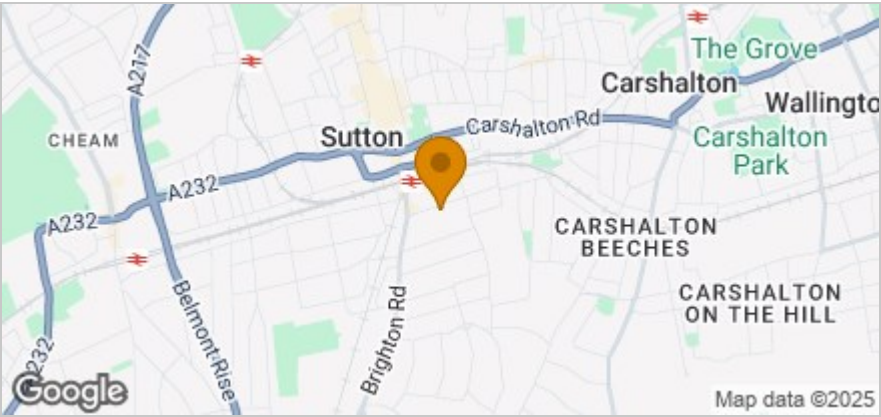 A217
The Grove
Carshalton
Wallingto
CHEAM
Sutton
Carshalton Rd
Carshalton
Park
A232
A232
CARSHALTON
BEECHES
Belmont Rise
Brighton Rd
CARSHALTON
ON THE HILL
232
Google
Map data ©2025